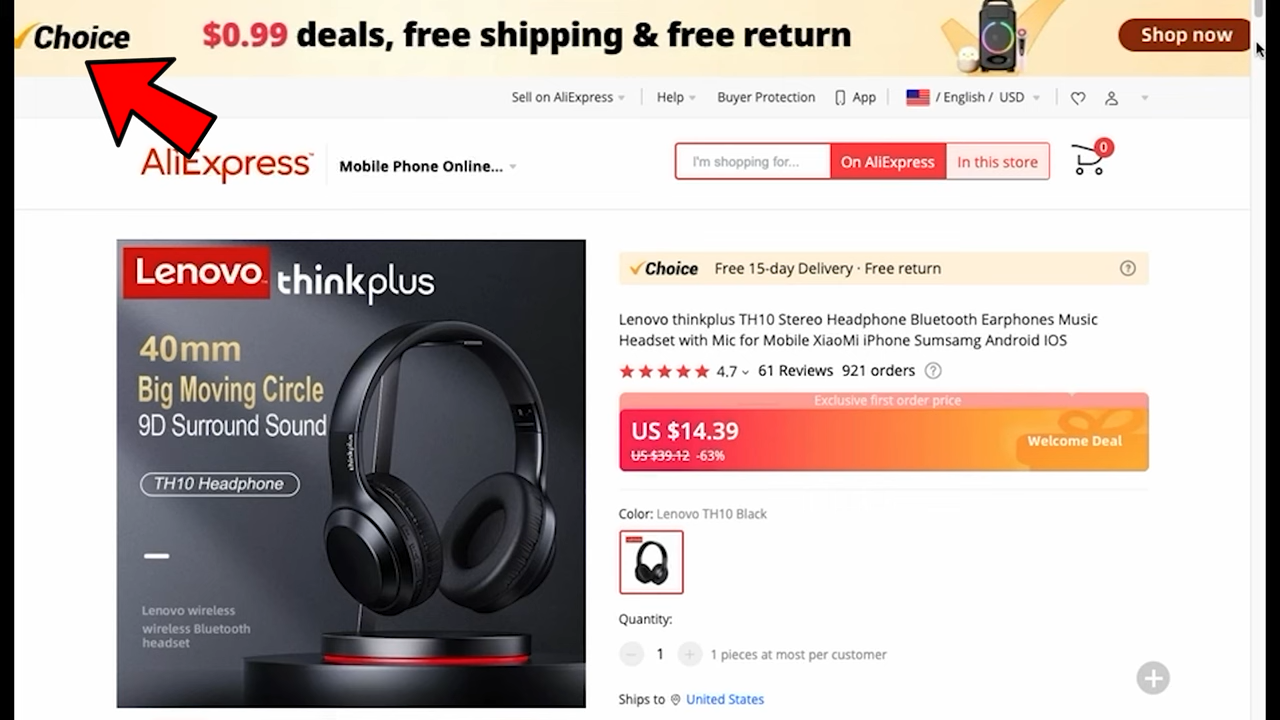 Choice $0.99 deals, free shipping & free return Shop now
Sell on AliExpress Help Buyer Protection App / English / USD
AliExpress™ Mobile Phone Online... I'm shopping for... On AliExpress In this store 0
Lenovo™ thinkplus
40mm
Big Moving Circle
9D Surround Sound
TH10 Headphone
thinkplus
Lenovo wireless
wireless Bluetooth
headset
Choice Free 15-day Delivery · Free return ?
Lenovo thinkplus TH10 Stereo Headphone Bluetooth Earphones Music
Headset with Mic for Mobile XiaoMi iPhone Sumsamg Android IOS
4.7 61 Reviews 921 orders ?
Exclusive first order price
US $14.39
US $39.12 -63%
Welcome Deal
Color: Lenovo TH10 Black
Quantity:
1 1 pieces at most per customer
Ships to United States